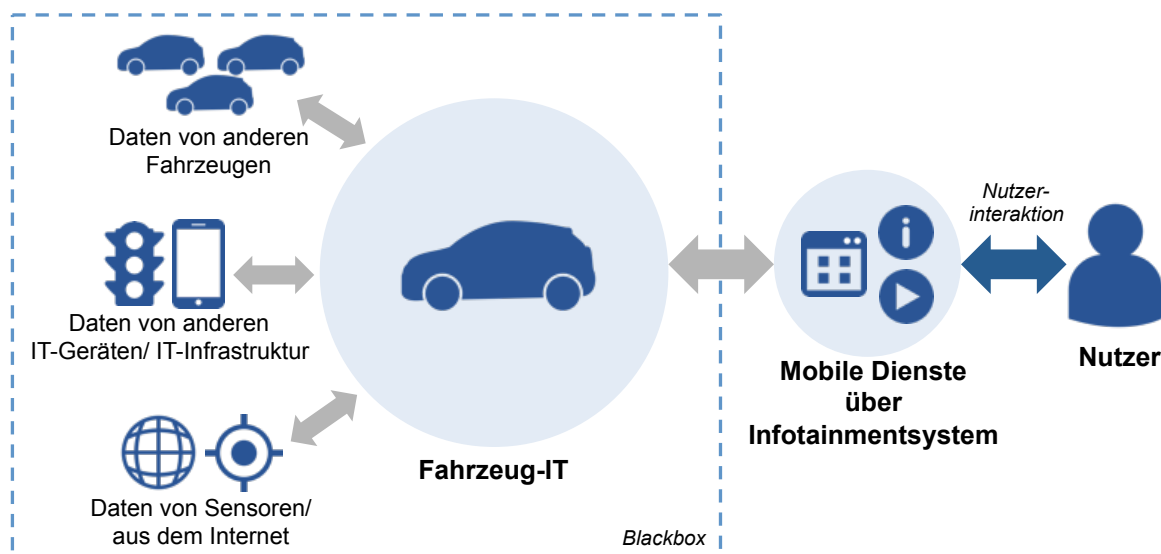 Daten von anderen
Fahrzeugen
Daten von anderen
IT-Geräten/ IT-Infrastruktur
Daten von Sensoren/
aus dem Internet
Fahrzeug-IT
Blackbox
Mobile Dienste
über
Infotainmentsystem
Nutzer-
interaktion
Nutzer